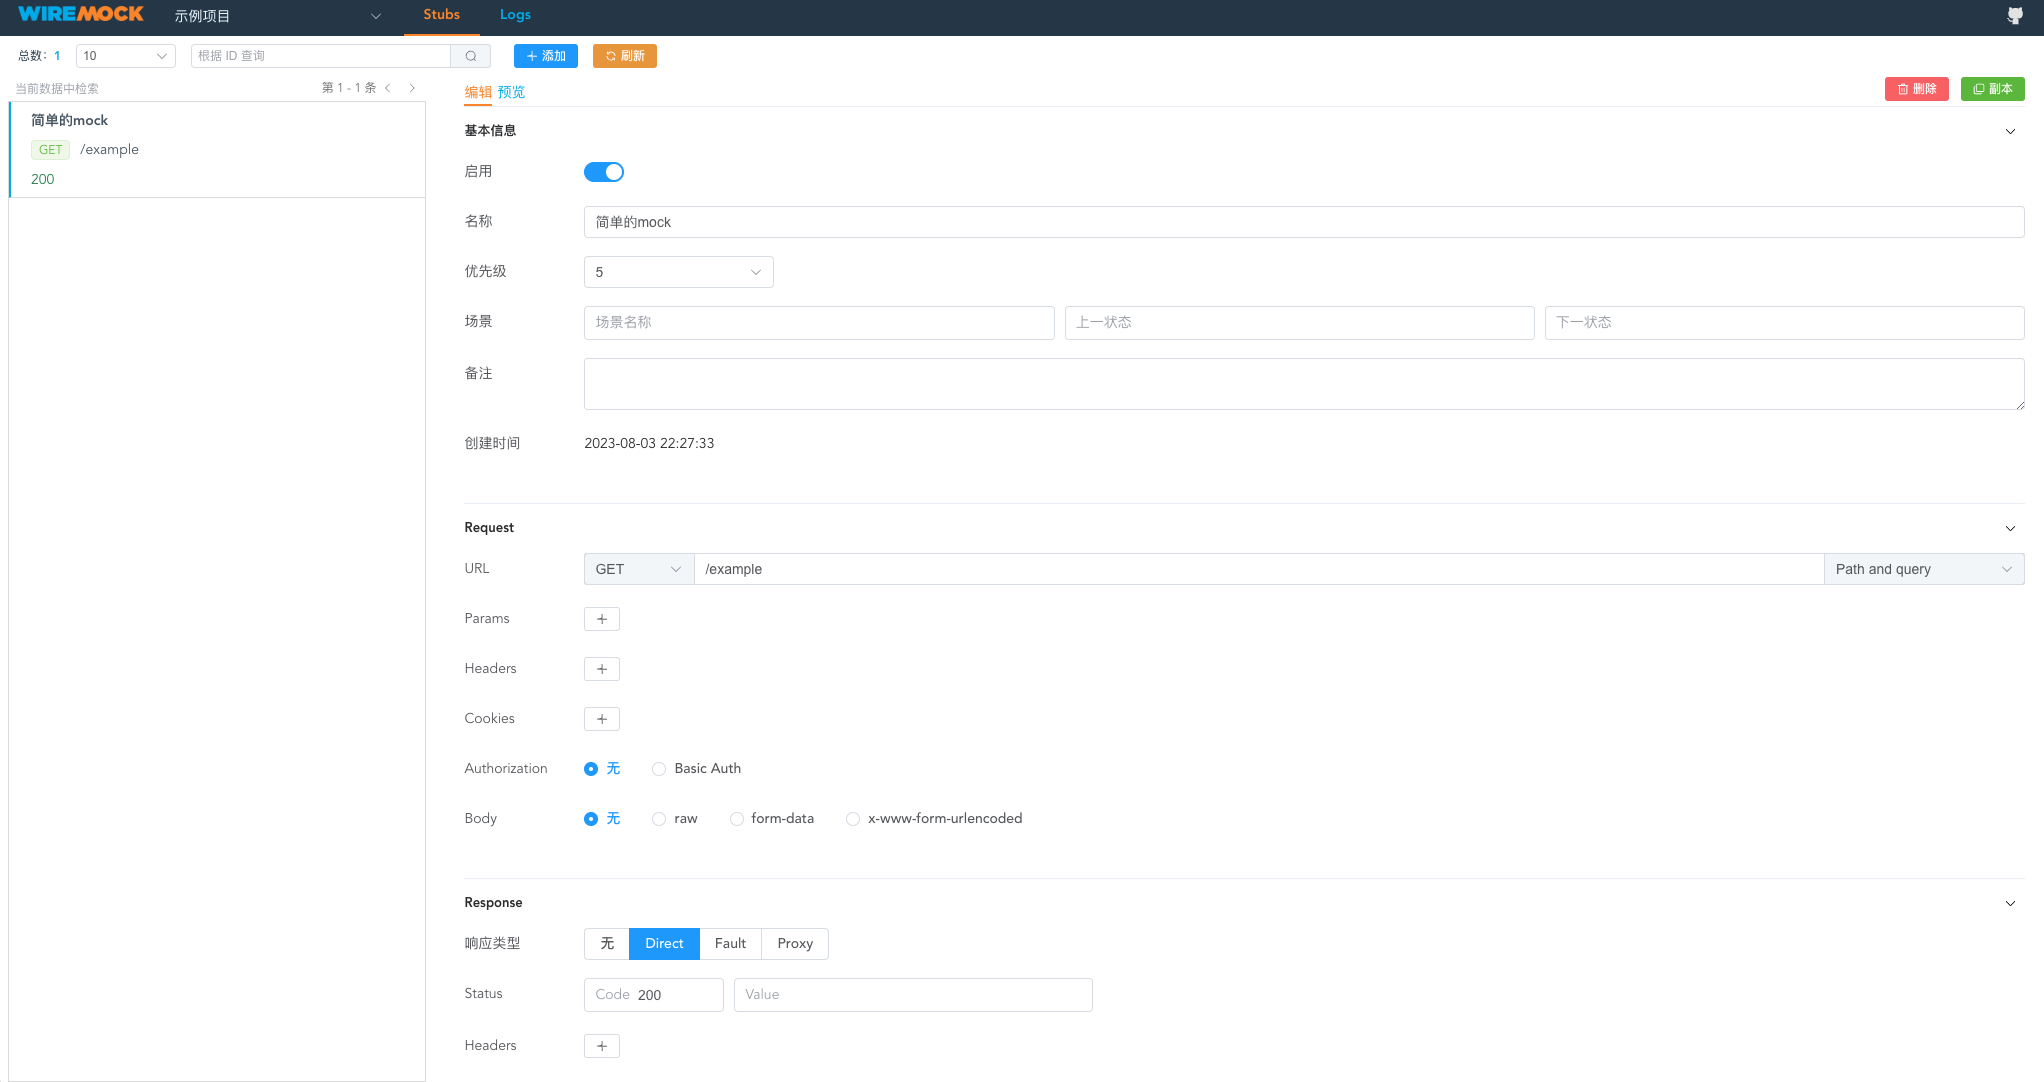 WIREMOCK 示例项目 Stubs Logs
总数: 1 10 根据 ID 查询 添加 刷新
当前数据中检索 第 1 - 1 条
简单的mock
GET /example
200
编辑 预览 删除 副本
基本信息
启用
名称 简单的mock
优先级 5
场景 场景名称 上一状态 下一状态
备注
创建时间 2023-08-03 22:27:33
Request
URL GET /example Path and query
Params
Headers
Cookies
Authorization 无 Basic Auth
Body 无 raw form-data x-www-form-urlencoded
Response
响应类型 无 Direct Fault Proxy
Status Code 200 Value
Headers